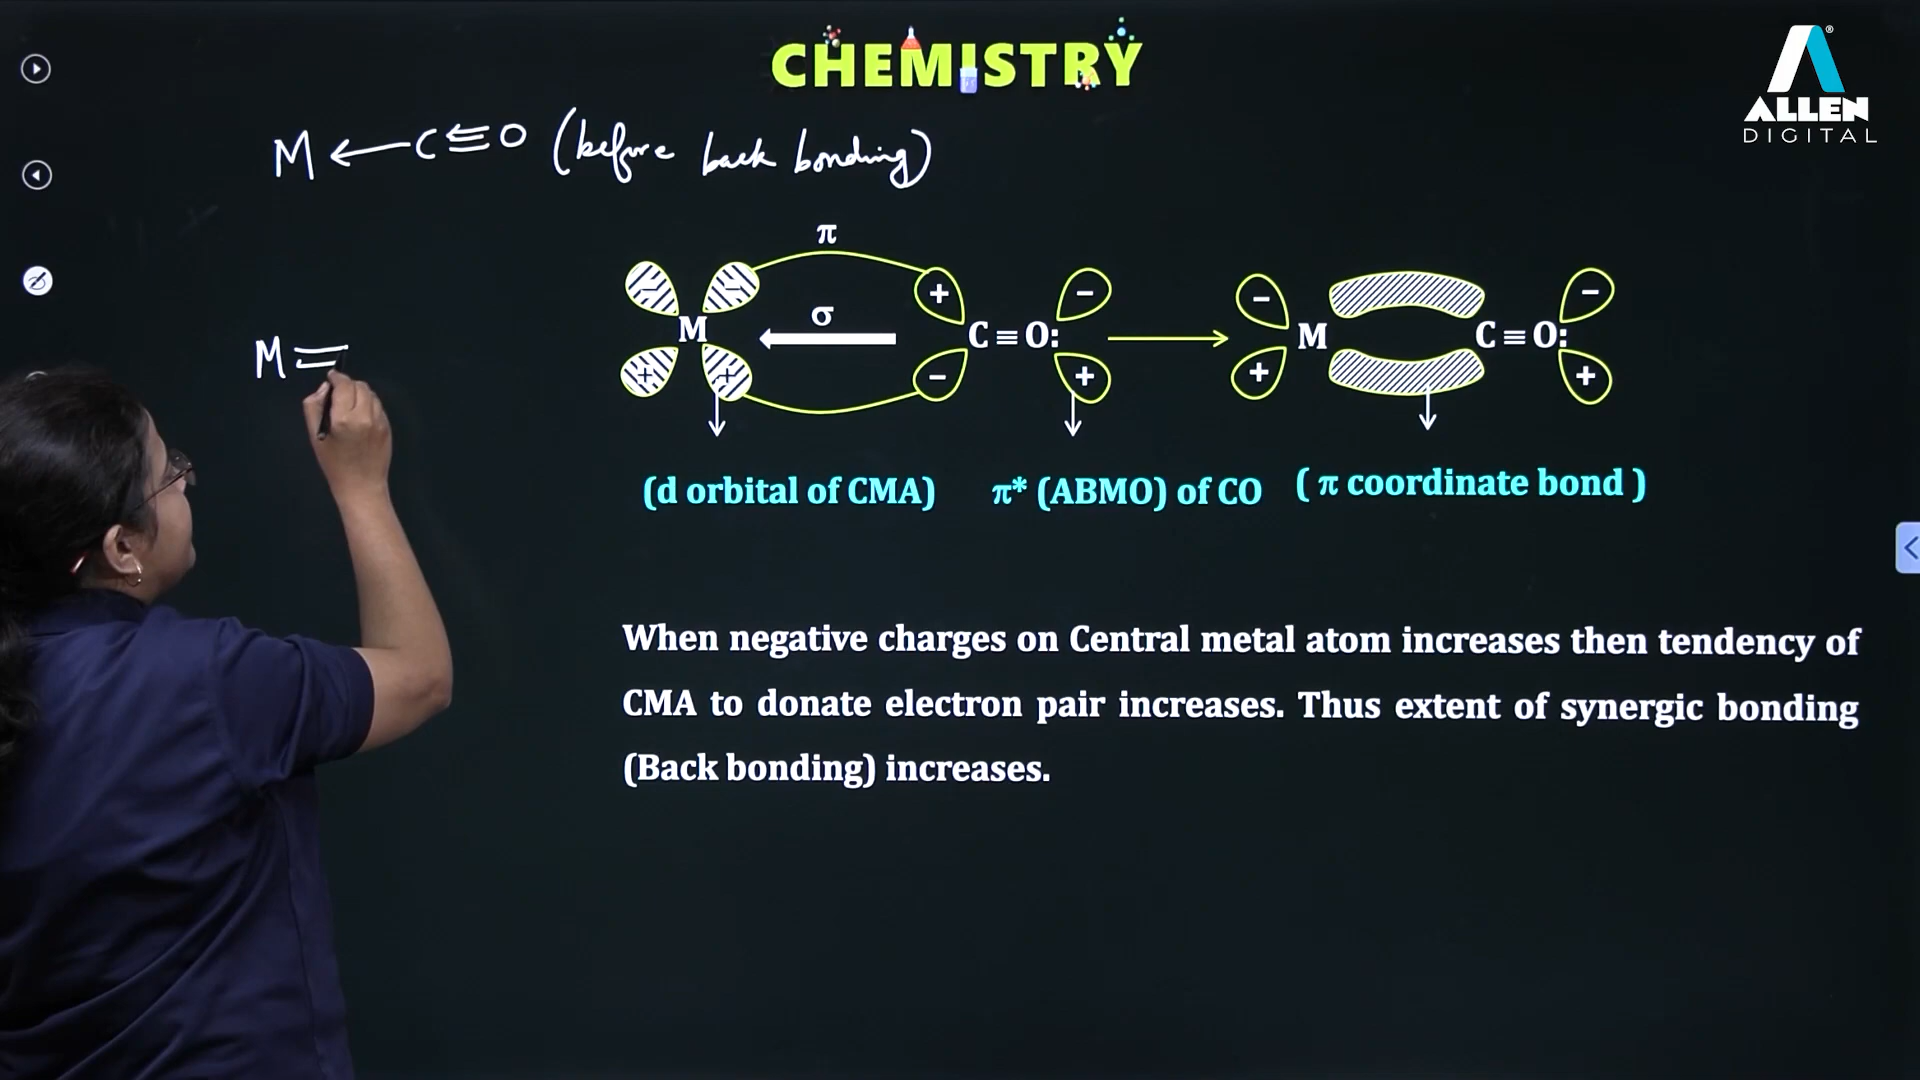 CHEMISTRY
ALLEN
DIGITAL
M ← C ≡ O (before back bonding)
π
σ
M
C ≡ O:
M
C ≡ O:
- - + - - -
+ + - + + +
M =
(d orbital of CMA) π* (ABMO) of CO ( π coordinate bond )
When negative charges on Central metal atom increases then tendency of
CMA to donate electron pair increases. Thus extent of synergic bonding
(Back bonding) increases.